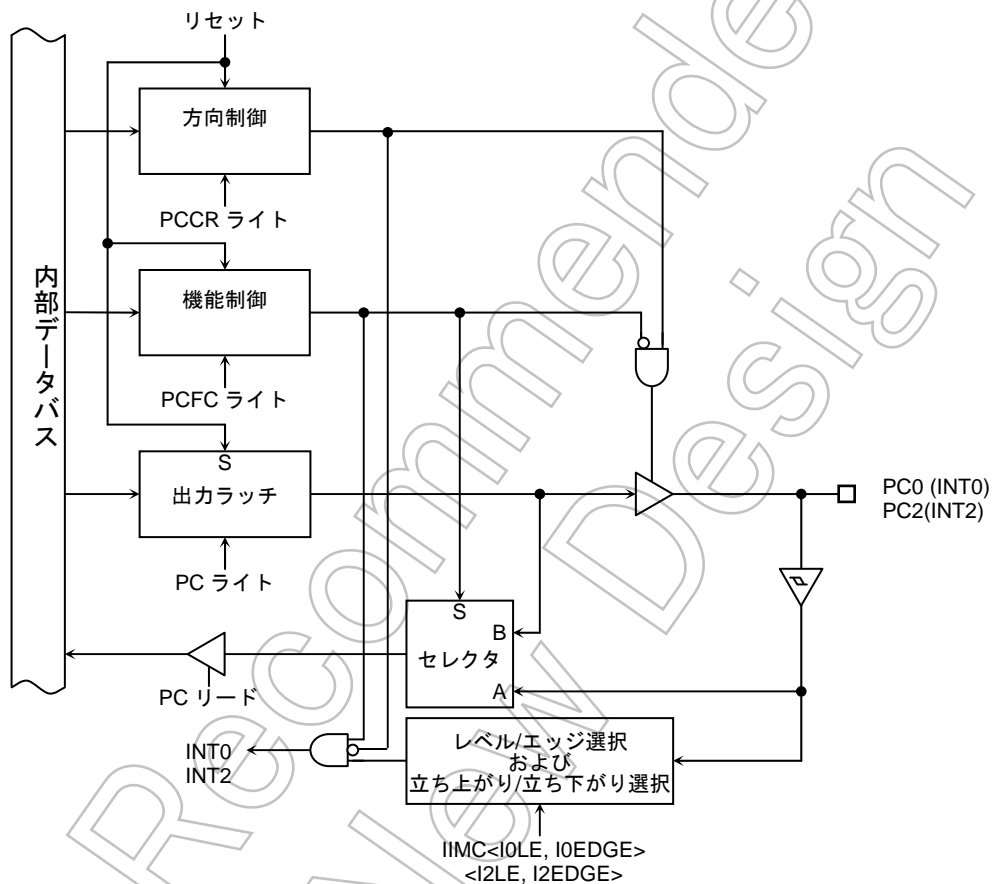 リセット
方向制御
PCCR ライト
内部データバス
機能制御
PCFC ライト
S
出力ラッチ
PC ライト
PC0 (INT0)
PC2(INT2)
S
B
セレクタ
A
PC リード
INT0
INT2
レベル/エッジ選択
および
立ち上がり/立ち下がり選択
IIMC<I0LE, I0EDGE>
<I2LE, I2EDGE>
Recommende
New Design